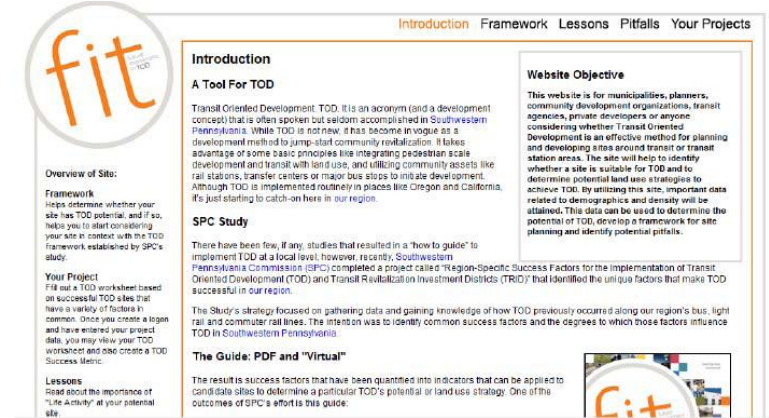 Introduction Framework Lessons Pitfalls Your Projects
fit
TOD
Overview of Site:
Framework
Helps determine whether your
site has TOD potential, and if so,
helps you to start considering
your site in context with the TOD
framework established by SPC's
study.
Your Project
Fill out a TOD worksheet based
on successful TOD sites that
have a variety of factors in
common. Once you create a logon
and have entered your project
data, you may view your TOD
worksheet and also create a TOD
Success Metric.
Lessons
Read about the importance of
"Life Activity" at your potential
site.
Introduction
A Tool For TOD
Transit Oriented Development. TOD. It is an acronym (and a development
concept) that is often spoken but seldom accomplished in Southwestern
Pennsylvania. While TOD is not new, it has become in vogue as a
development method to jump-start community revitalization. It takes
advantage of some basic principles like integrating pedestrian scale
development and transit with land use, and utilizing community assets like
rail stations, transfer centers or major bus stops to initiate development.
Although TOD is implemented routinely in places like Oregon and California,
it's just starting to catch-on here in our region.
Website Objective
This website is for municipalities, planners,
community development organizations, transit
agencies, private developers or anyone
considering whether Transit Oriented
Development is an effective method for planning
and developing sites around transit or transit
station areas. The site will help to identify
whether a site is suitable for TOD and to
determine potential land use strategies to
achieve TOD. By utilizing this site, important data
related to demographics and density will be
attained. This data can be used to determine the
potential of TOD, develop a framework for site
planning and identify potential pitfalls.
SPC Study
There have been few, if any, studies that resulted in a "how to guide" to
implement TOD at a local level; however, recently, Southwestern
Pennsylvania Commission (SPC) completed a project called "Region-Specific Success Factors for the Implementation of Transit
Oriented Development (TOD) and Transit Revitalization Investment Districts (TRID)" that identified the unique factors that make TOD
successful in our region.
The Study's strategy focused on gathering data and gaining knowledge of how TOD previously occurred along our region's bus, light
rail and commuter rail lines. The intention was to identify common success factors and the degrees to which those factors influence
TOD in Southwestern Pennsylvania.
The Guide: PDF and "Virtual"
The result is success factors that have been quantified into indicators that can be applied to
candidate sites to determine a particular TOD's potential or land use strategy. One of the
outcomes of SPC's effort is this guide:
fit